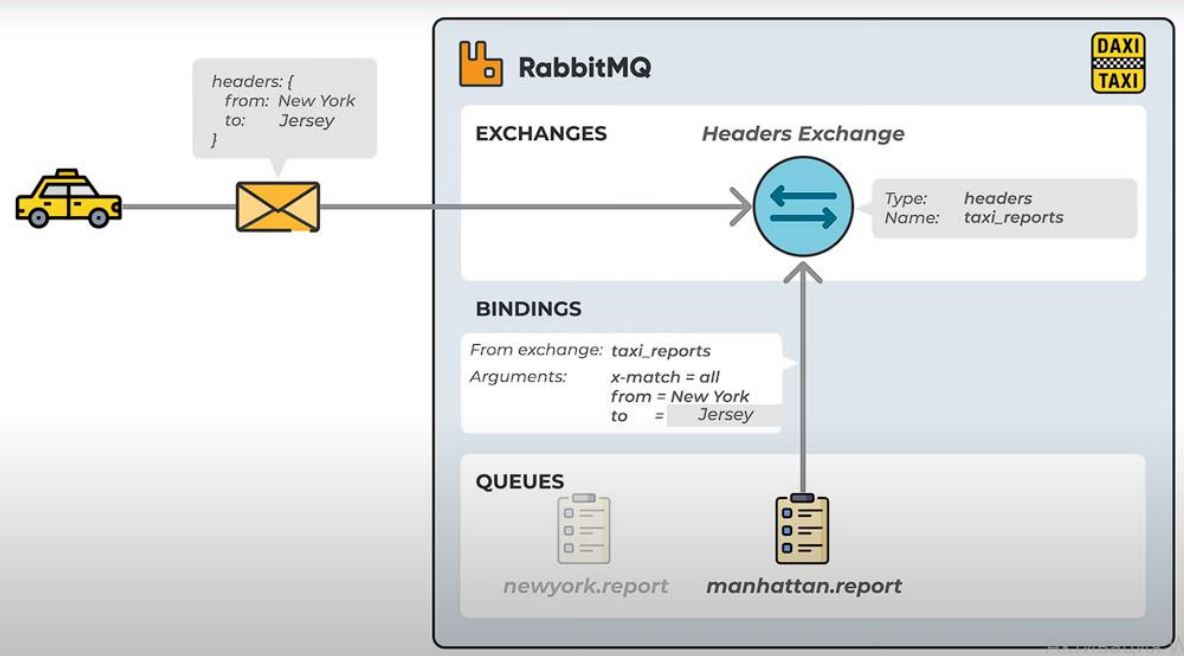 RabbitMQ
DAXI
TAXI
headers: {
from: New York
to: Jersey
}
EXCHANGES
Headers Exchange
Type: headers
Name: taxi_reports
BINDINGS
From exchange: taxi_reports
Arguments: x-match = all
from = New York
to = Jersey
QUEUES
newyork.report
manhattan.report
Активация W